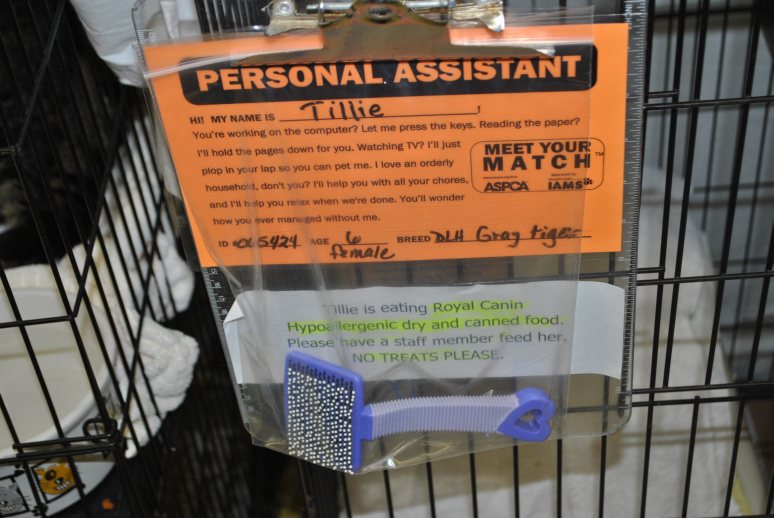 PERSONAL ASSISTANT
HI! MY NAME IS Tillie !
You're working on the computer? Let me press the keys. Reading the paper?
I'll hold the pages down for you. Watching TV? I'll just
plop in your lap so you can pet me. I love an orderly
household, don't you? I'll help you with all your chores,
and I'll help you relax when we're done. You'll wonder
how you ever managed without me.
MEET YOUR
MATCH™
ASPCA IAMS
ID #065424 AGE 6 BREED DLH Gray tiger
female
Tillie is eating Royal Canin
Hypoallergenic dry and canned food.
Please have a staff member feed her.
NO TREATS PLEASE.